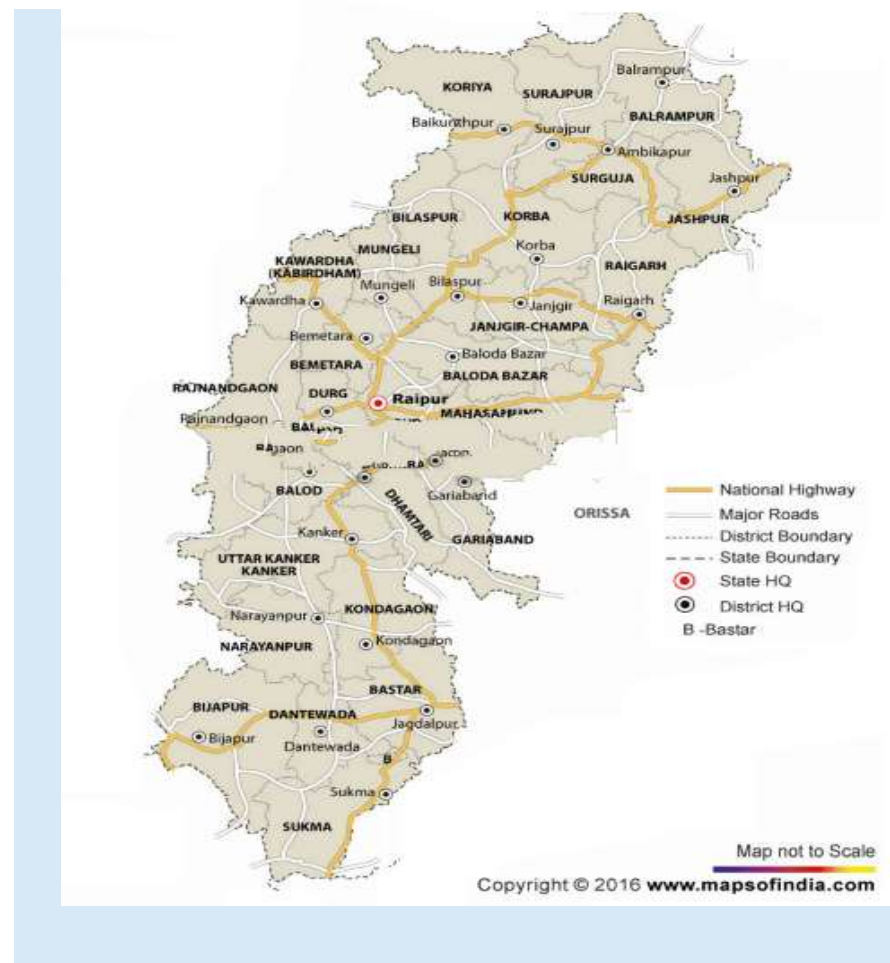 Balrampur
KORIYA
SURAJPUR
BALRAMPUR
Surajpur
Ambikapur
SURGUJA
Jashpur
JASHPUR
BILASPUR
KORBA
Korba
MUNGELI
KAWARDHA
(KABIRDHAM)
RAIGARH
Mungeli
Bilaspur
Kawardha
Janjgir
Raigarh
JANJGIR-CHAMPA
Bemetara
Baloda Bazar
BEMETARA
BALODA BAZAR
RAJNANDGAON
DURG
Raipur
MAHASAMUND
Rajnandgaon
BALOD
Gariaband
DHAMTARI
GARIABAND
ORISSA
Kanker
UTTAR KANKER
KANKER
KONDAGAON
Narayanpur
Kondagaon
NARAYANPUR
BASTAR
BIJAPUR
DANTEWADA
Jagdalpur
Bijapur
Dantewada
B
Sukma
SUKMA
National Highway
Major Roads
District Boundary
State Boundary
State HQ
District HQ
B -Bastar
Map not to Scale
Copyright © 2016 www.mapsofindia.com